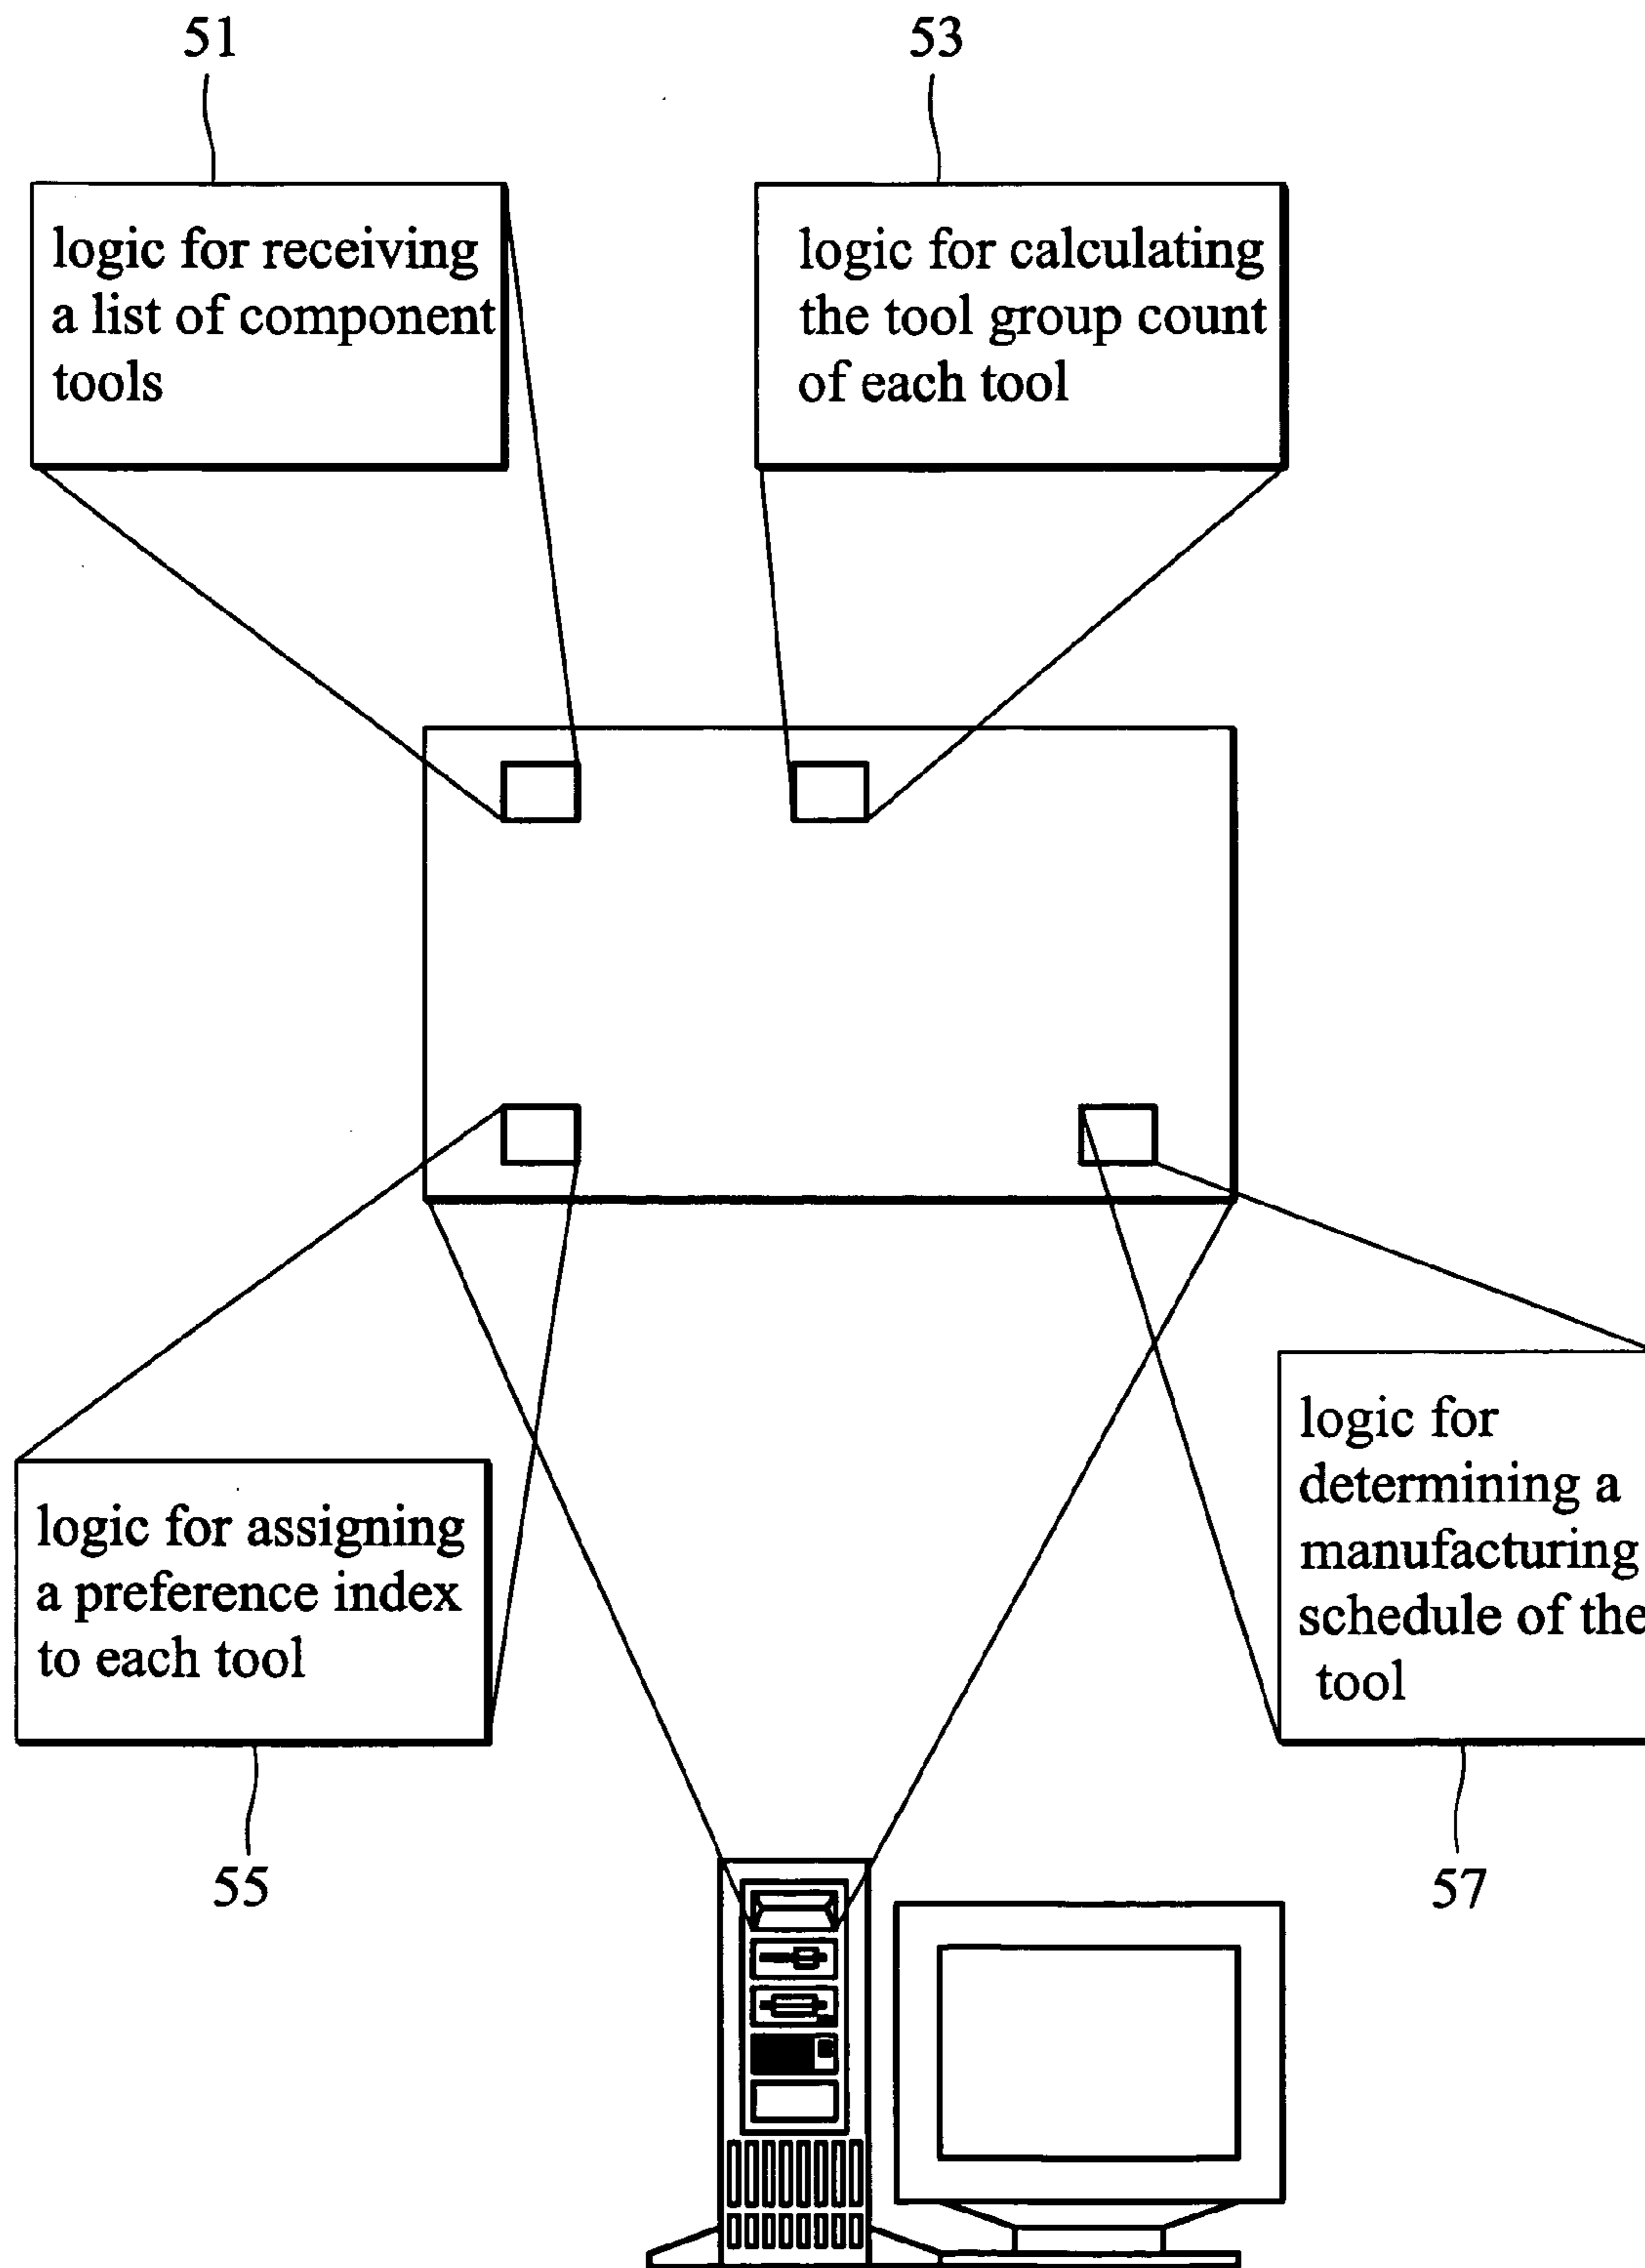 51
53
logic for receiving
a list of component
tools
logic for calculating
the tool group count
of each tool
logic for assigning
a preference index
to each tool
logic for
determining a
manufacturing
schedule of the
tool
55
57